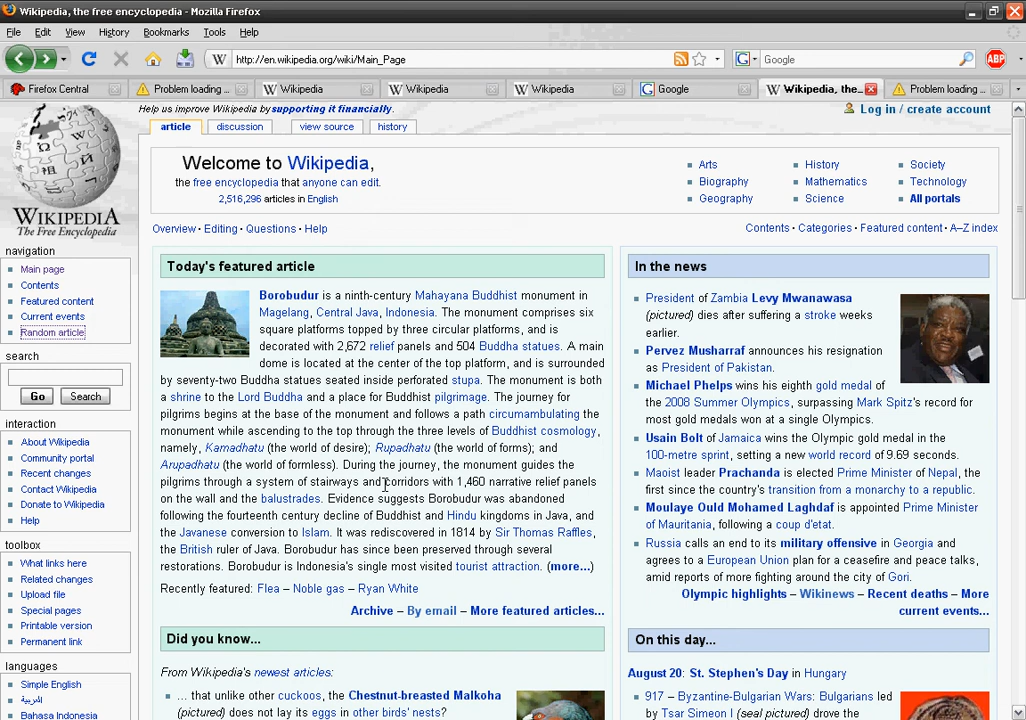 Wikipedia, the free encyclopedia - Mozilla Firefox
File Edit View History Bookmarks Tools Help
http://en.wikipedia.org/wiki/Main_Page
Google
ABP
Firefox Central
Problem loading ...
Wikipedia
Wikipedia
Wikipedia
Google
Wikipedia, the...
Problem loading ...
Help us improve Wikipedia by supporting it financially.
Log in / create account
article discussion view source history
WIKIPEDIA
The Free Encyclopedia
navigation
Main page
Contents
Featured content
Current events
Random article
search
Go Search
interaction
About Wikipedia
Community portal
Recent changes
Contact Wikipedia
Donate to Wikipedia
Help
toolbox
What links here
Related changes
Upload file
Special pages
Printable version
Permanent link
languages
Simple English
العربية
Bahasa Indonesia
Welcome to Wikipedia,
the free encyclopedia that anyone can edit.
2,516,296 articles in English
Arts History Society
Biography Mathematics Technology
Geography Science All portals
Overview · Editing · Questions · Help
Contents · Categories · Featured content · A–Z index
Today's featured article
Borobudur is a ninth-century Mahayana Buddhist monument in
Magelang, Central Java, Indonesia. The monument comprises six
square platforms topped by three circular platforms, and is
decorated with 2,672 relief panels and 504 Buddha statues. A main
dome is located at the center of the top platform, and is surrounded
by seventy-two Buddha statues seated inside perforated stupa. The monument is both
a shrine to the Lord Buddha and a place for Buddhist pilgrimage. The journey for
pilgrims begins at the base of the monument and follows a path circumambulating the
monument while ascending to the top through the three levels of Buddhist cosmology,
namely, Kamadhatu (the world of desire); Rupadhatu (the world of forms); and
Arupadhatu (the world of formless). During the journey, the monument guides the
pilgrims through a system of stairways and corridors with 1,460 narrative relief panels
on the wall and the balustrades. Evidence suggests Borobudur was abandoned
following the fourteenth century decline of Buddhist and Hindu kingdoms in Java, and
the Javanese conversion to Islam. It was rediscovered in 1814 by Sir Thomas Raffles,
the British ruler of Java. Borobudur has since been preserved through several
restorations. Borobudur is Indonesia's single most visited tourist attraction. (more...)
Recently featured: Flea – Noble gas – Ryan White
Archive – By email – More featured articles...
Did you know...
From Wikipedia's newest articles:
... that unlike other cuckoos, the Chestnut-breasted Malkoha
(pictured) does not lay its eggs in other birds' nests?
In the news
President of Zambia Levy Mwanawasa
(pictured) dies after suffering a stroke weeks
earlier.
Pervez Musharraf announces his resignation
as President of Pakistan.
Michael Phelps wins his eighth gold medal of
the 2008 Summer Olympics, surpassing Mark Spitz's record for
most gold medals won at a single Olympics.
Usain Bolt of Jamaica wins the Olympic gold medal in the
100-metre sprint, setting a new world record of 9.69 seconds.
Maoist leader Prachanda is elected Prime Minister of Nepal, the
first since the country's transition from a monarchy to a republic.
Moulaye Ould Mohamed Laghdaf is appointed Prime Minister
of Mauritania, following a coup d'etat.
Russia calls an end to its military offensive in Georgia and
agrees to a European Union plan for a ceasefire and peace talks,
amid reports of more fighting around the city of Gori.
Olympic highlights – Wikinews – Recent deaths – More
current events...
On this day...
August 20: St. Stephen's Day in Hungary
917 – Byzantine-Bulgarian Wars: Bulgarians led
by Tsar Simeon I (seal pictured) drove the